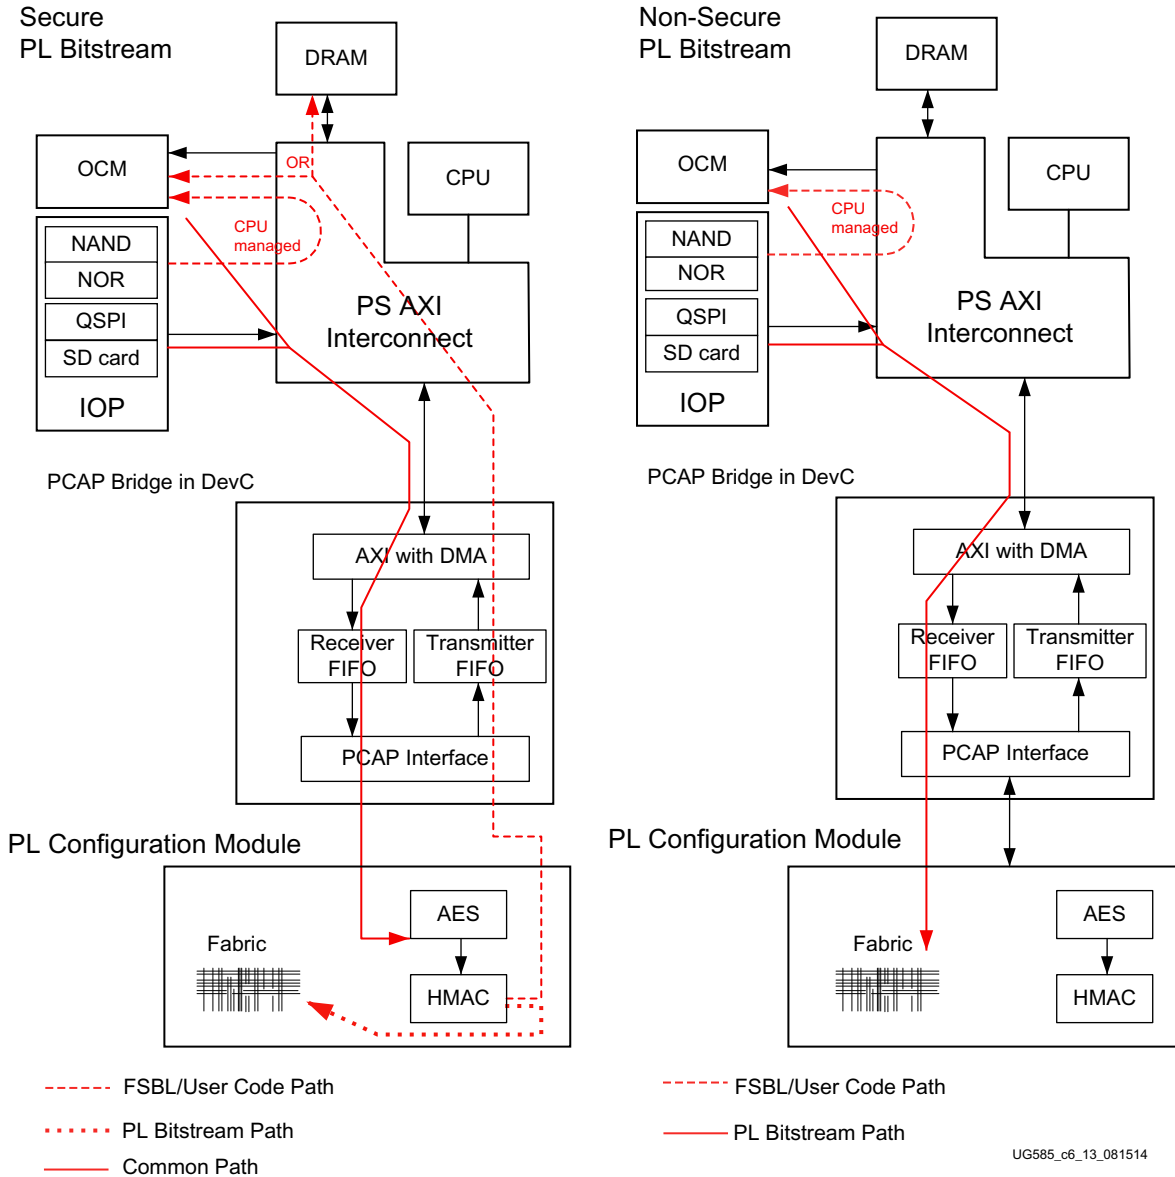 Secure
PL Bitstream
DRAM
OCM
OR
CPU
CPU
managed
NAND
NOR
QSPI
SD card
IOP
PS AXI
Interconnect
PCAP Bridge in DevC
AXI with DMA
Receiver
FIFO
Transmitter
FIFO
PCAP Interface
PL Configuration Module
AES
Fabric
HMAC
FSBL/User Code Path
PL Bitstream Path
Common Path
Non-Secure
PL Bitstream
DRAM
OCM
CPU
CPU
managed
NAND
NOR
QSPI
SD card
IOP
PS AXI
Interconnect
PCAP Bridge in DevC
AXI with DMA
Receiver
FIFO
Transmitter
FIFO
PCAP Interface
PL Configuration Module
AES
Fabric
HMAC
FSBL/User Code Path
PL Bitstream Path
UG585_c6_13_081514